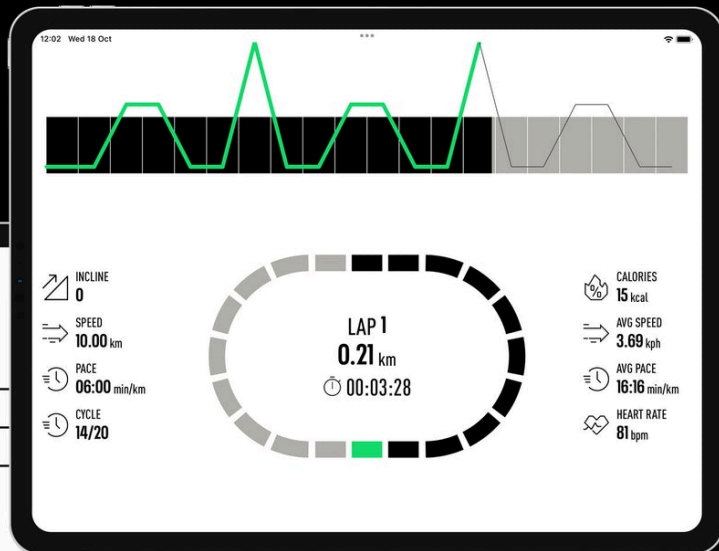 12:02 Wed 18 Oct
INCLINE
0
SPEED
10.00 km
PACE
06:00 min/km
CYCLE
14/20
LAP 1
0.21 km
00:03:28
CALORIES
15 kcal
AVG SPEED
3.69 kph
AVG PACE
16:16 min/km
HEART RATE
81 bpm